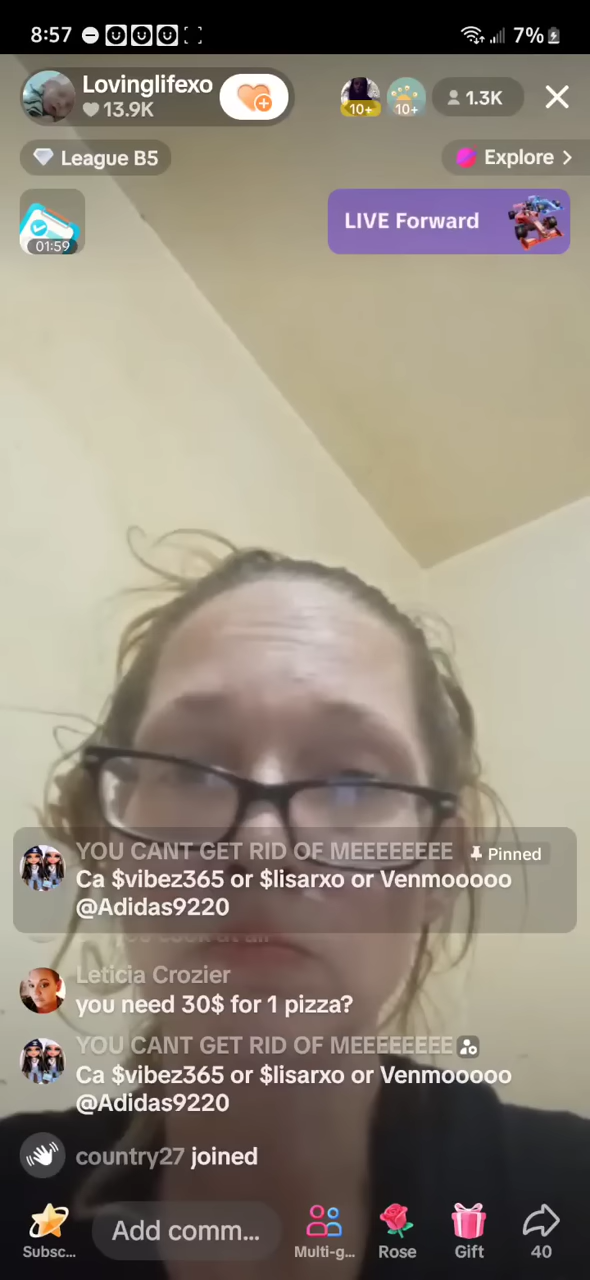 8:57
7%
Lovinglifexo
13.9K
10+
10+
1.3K
League B5
Explore >
01:59
LIVE Forward
YOU CANT GET RID OF MEEEEEEEE
Pinned
Ca $vibez365 or $lisarxo or Venmooooo
@Adidas9220
Leticia Crozier
you need 30$ for 1 pizza?
YOU CANT GET RID OF MEEEEEEEE
Ca $vibez365 or $lisarxo or Venmooooo
@Adidas9220
country27 joined
Subsc...
Add comm...
Multi-g...
Rose
Gift
40